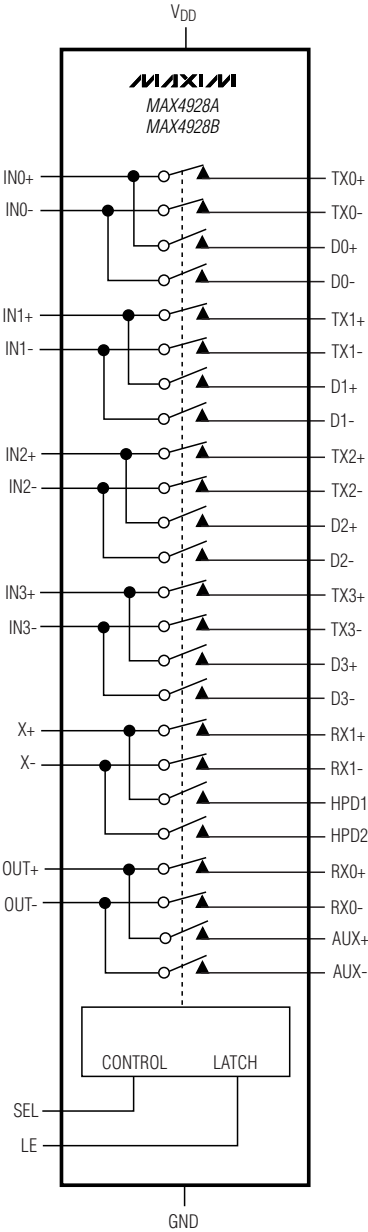 VDD
MAXIM
MAX4928A
MAX4928B
IN0+
TX0+
IN0-
TX0-
D0+
D0-
IN1+
TX1+
IN1-
TX1-
D1+
D1-
IN2+
TX2+
IN2-
TX2-
D2+
D2-
IN3+
TX3+
IN3-
TX3-
D3+
D3-
X+
RX1+
X-
RX1-
HPD1
HPD2
OUT+
RX0+
OUT-
RX0-
AUX+
AUX-
CONTROL LATCH
SEL
LE
GND